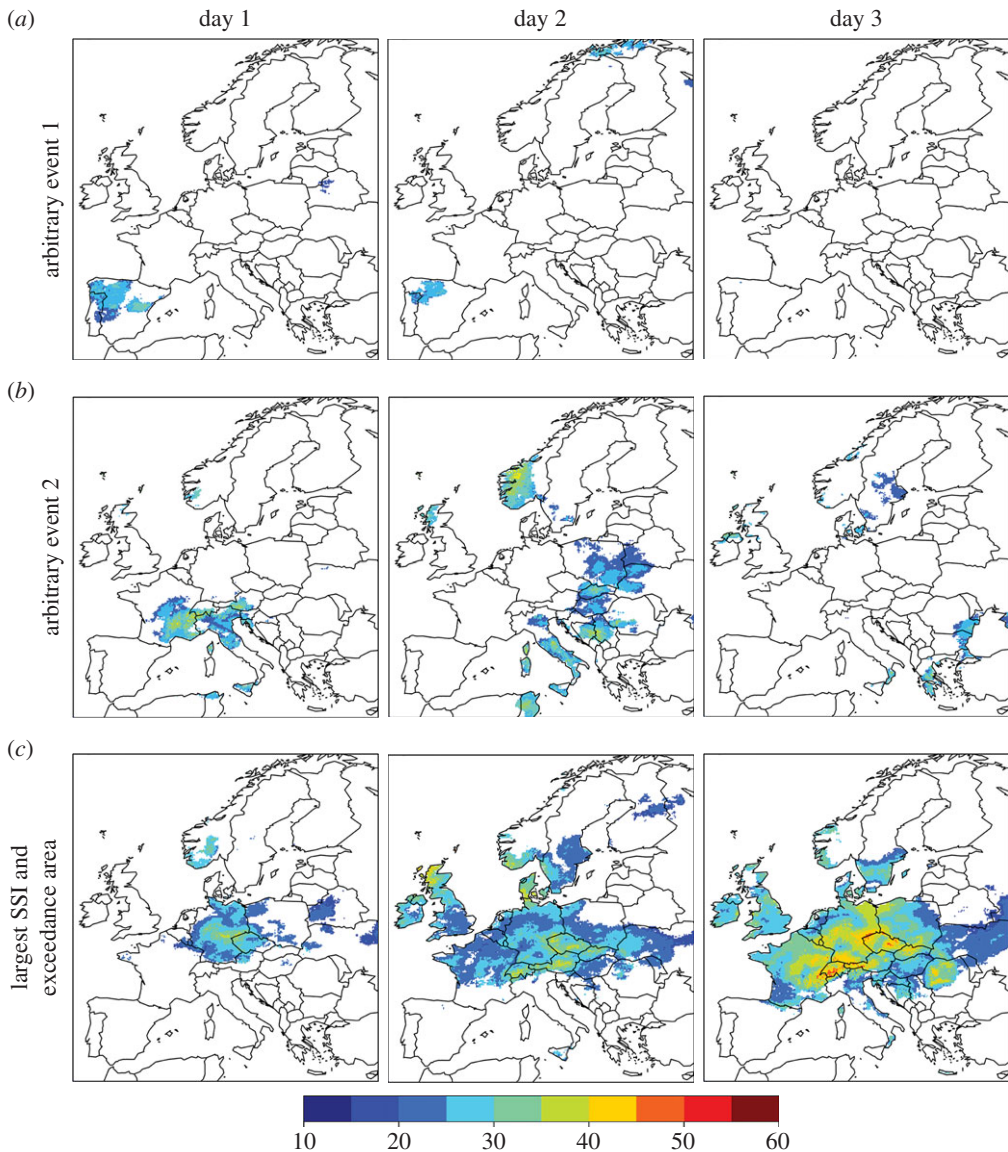 (a)
day 1
day 2
day 3
arbitrary event 1
(b)
arbitrary event 2
(c)
largest SSI and
exceedance area
10
20
30
40
50
60